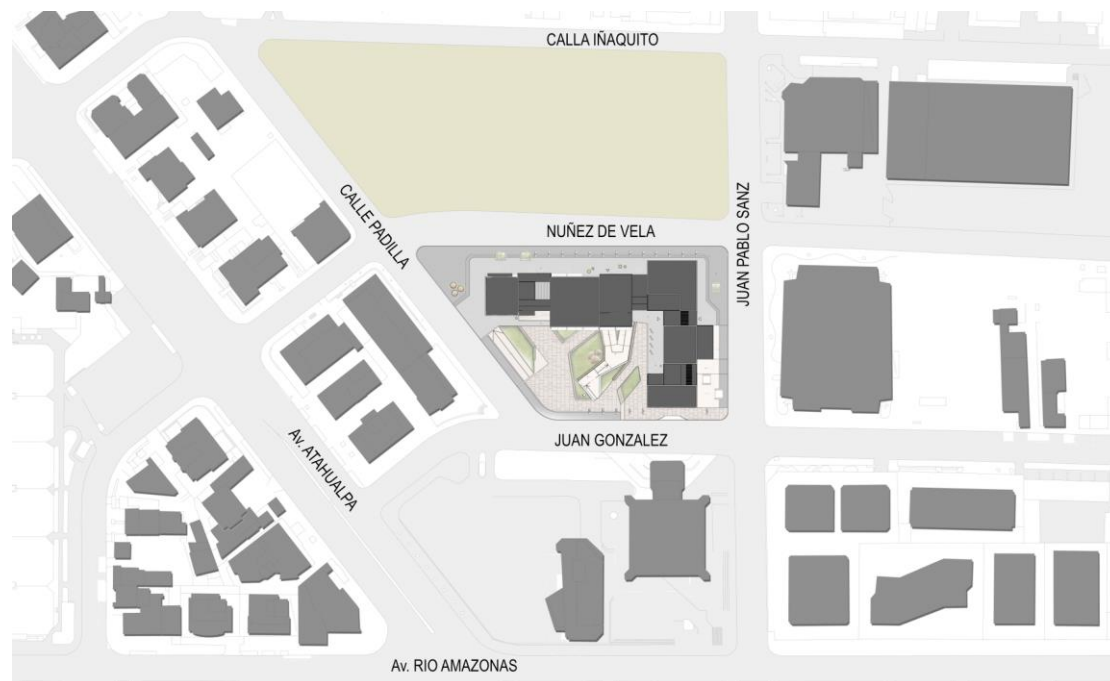 CALLA IÑAQUITO
CALLE PADILLA
NUÑEZ DE VELA
JUAN PABLO SANZ
JUAN GONZALEZ
Av. ATAHUALPA
Av. RIO AMAZONAS